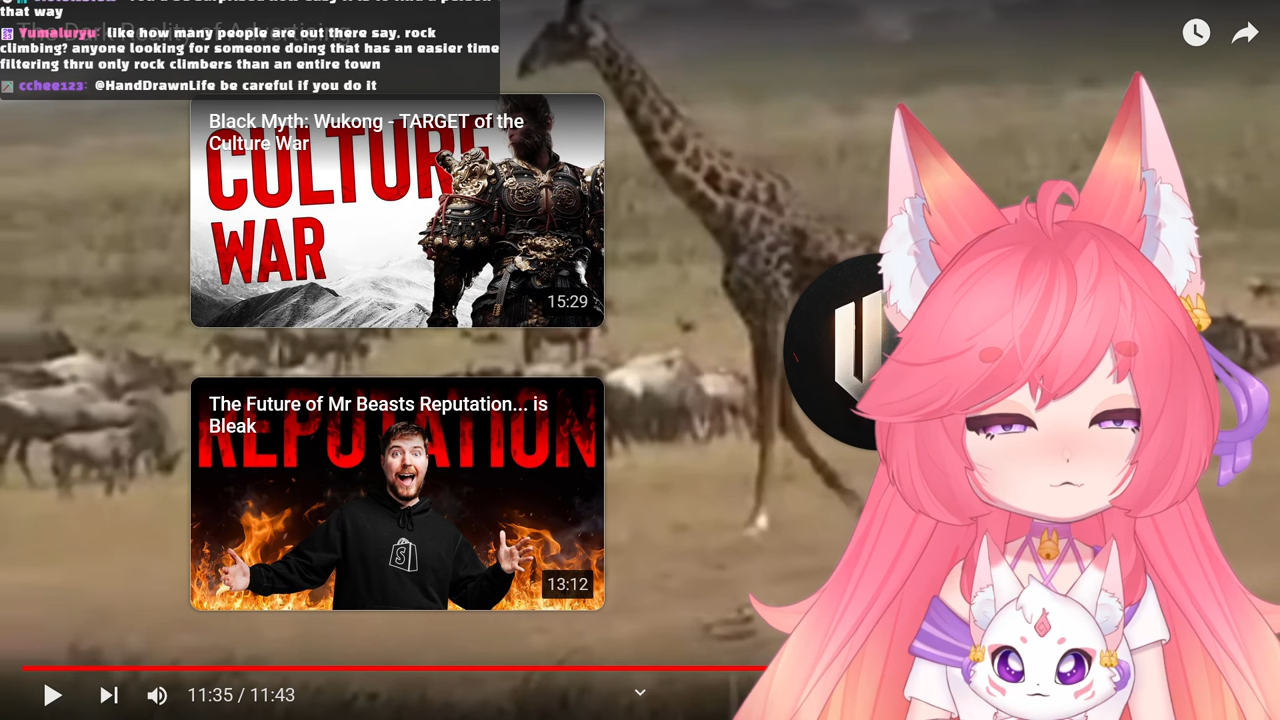 that way
Yumaluryu: like how many people are out there say, rock
climbing? anyone looking for someone doing that has an easier time
filtering thru only rock climbers than an entire town
cchee123: @HandDrawnLife be careful if you do it
Black Myth: Wukong - TARGET of the
Culture War
CULTURE
WAR
15:29
The Future of Mr Beasts Reputation... is
Bleak
REPUTATION
S
13:12
U
11:35 / 11:43